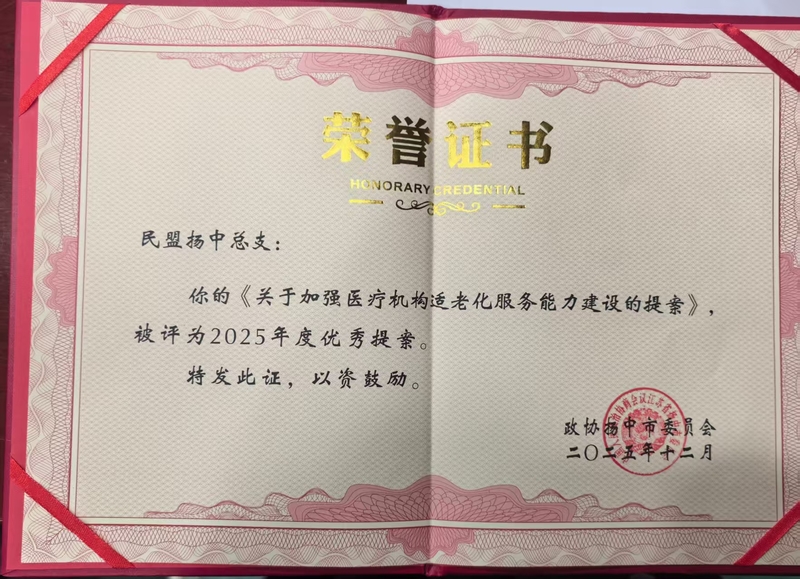 荣誉证书
HONORARY CREDENTIAL
民盟扬中总支：
你的《关于加强医疗机构适老化服务能力建设的提案》，
被评为2025年度优秀提案。
特发此证，以资鼓励。
政协扬中市委员会
二〇二五年十二月